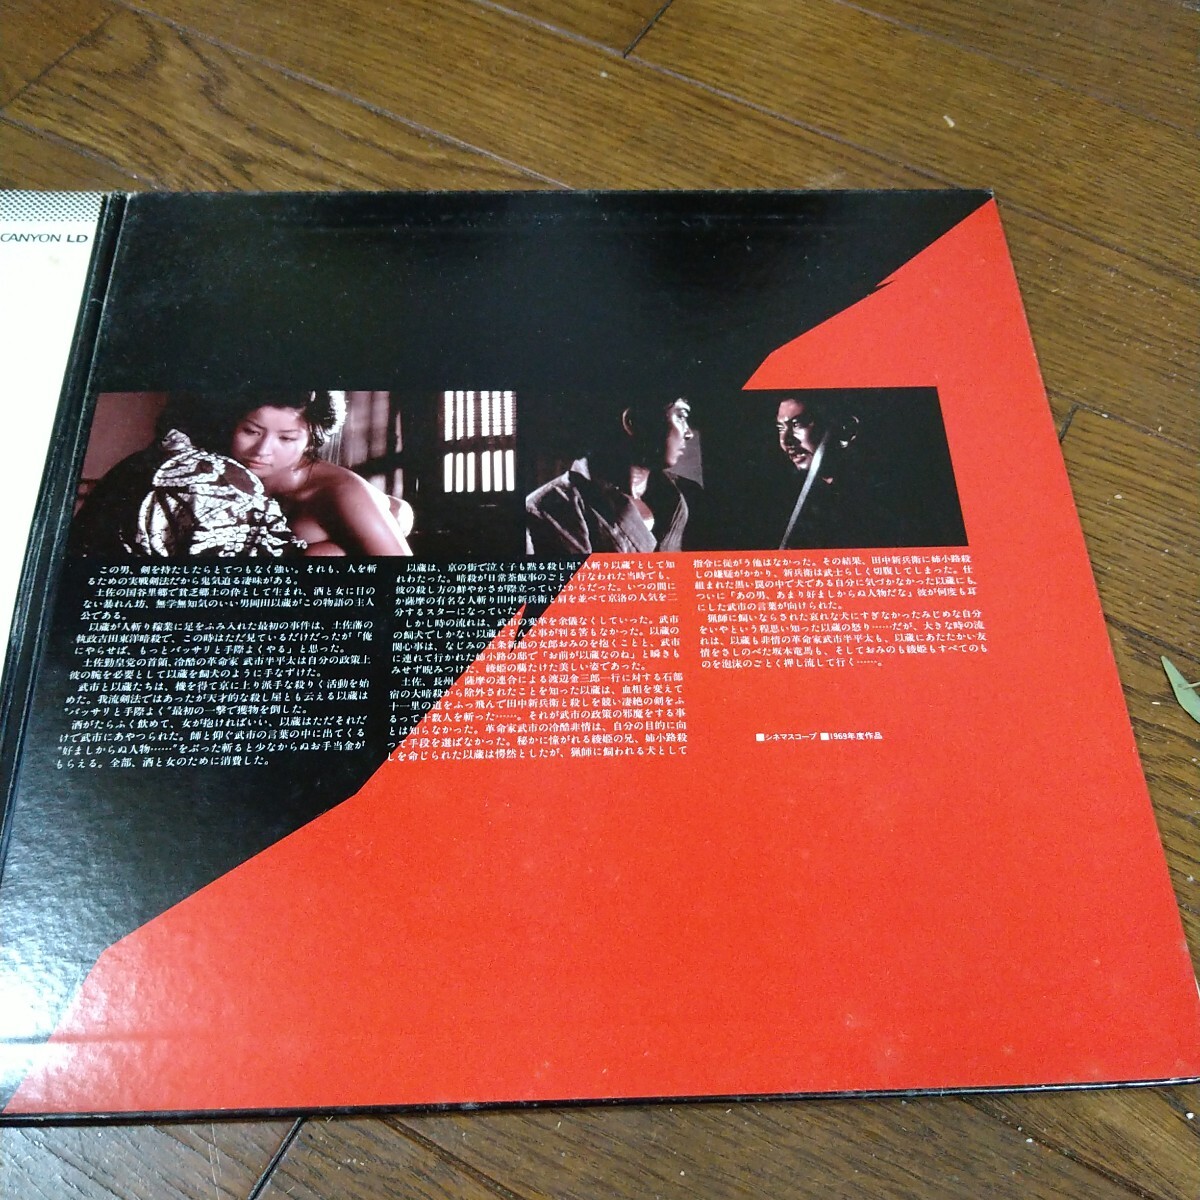 CANYON LD
この男、剣を持たしたらとてつもなく強い。それも、人を斬
るための実戦剣法だから鬼気迫る凄味がある。
土佐の国谷里郷で貧乏郷士の伜として生まれ、酒と女に目の
ない暴れん坊、無学無知気のいい男岡田以蔵がこの物語の主人
公である。
以蔵が人斬り稼業に足をふみ入れた最初の事件は、土佐藩の
執政吉田東洋暗殺で、この時はただ見ているだけだったが「俺
にやらせば、もっとバッサリと手際よくやる」と思った。
土佐勤皇党の首領、冷酷の革命家 武市半平太は自分の政策上
彼の腕を必要として以蔵を飼犬のように手なずけた。
武市と以蔵たちは、機を得て京に上り派手な殺りく活動を始
めた。我流剣法ではあったが天才的な殺し屋とも云える以蔵は
"バッサリと手際よく"最初の一撃で獲物を倒した。
酒がたらふく飲めて、女が抱ければいい、以蔵はただそれだ
けで武市にあやつられた。師と仰ぐ武市の言葉の中に出てくる
"好ましからぬ人物……"をぶった斬ると少なからぬお手当金が
もらえる。全部、酒と女のために消費した。
以蔵は、京の街で泣く子も黙る殺し屋"人斬り以蔵"として知
れわたった。暗殺が日常茶飯事のごとく行なわれた当時でも、
彼の殺し方の鮮やかさが際立っていたからだった。いつの間に
か薩摩の有名な人斬り田中新兵衛と肩を並べて京洛の人気を二
分するスターになっていた。
しかし時の流れは、武市の変革を余儀なくしていった。武市
の飼犬でしかない以蔵にそんな事が判る筈もなかった。以蔵の
関心事は、なじみの五条新地の女郎おみのを抱くことと、武市
に連れて行かれた姉小路の邸で「お前が以蔵なのね」と瞬きも
みせず睨みつけた、綾姫の﨟たけた美しい姿であった。
土佐、長州、薩摩の連合による渡辺金三郎一行に対する石部
宿の大暗殺から除外されたことを知った以蔵は、血相を変えて
十一里の道をふっ飛んで田中新兵衛と殺しを競い凄絶の剣をふ
るって十数人を斬った……。それが武市の政策の邪魔をする事
とは知らなかった。革命家武市の冷酷非情は、自分の目的に向
って手段を選ばなかった。秘かに憧がれる綾姫の兄、姉小路殺
しを命じられた以蔵は愕然としたが、猟師に飼われる犬として
指令に従がう他はなかった。その結果、田中新兵衛に姉小路殺
しの嫌疑がかかり、新兵衛は武士らしく切腹してしまった。仕
組まれた黒い罠の中で犬である自分に気づかなかった以蔵にも、
ついに「あの男、あまり好ましからぬ人物だな」彼が何度も耳
にした武市の言葉が向けられた。
猟師に飼いならされた哀れな犬にすぎなかったみじめな自分
をいやという程思い知った以蔵の怒り……だが、大きな時の流
れは、以蔵も非情の革命家武市半平太も、以蔵にあたたかい友
情をさしのべた坂本竜馬も、そしておみのも綾姫もすべてのも
のを泡沫のごとく押し流して行く……。
■シネマスコープ ■1969年度作品